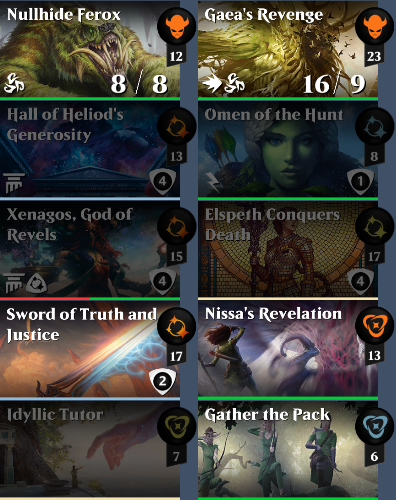 Nullhide Ferox
12
8 / 8
Gaea's Revenge
23
16 / 9
Hall of Heliod's
Generosity
13
4
Omen of the Hunt
8
1
Xenagos, God of
Revels
15
4
Elspeth Conquers
Death
17
4
Sword of Truth and
Justice
17
2
Nissa's Revelation
13
Idyllic Tutor
7
Gather the Pack
6